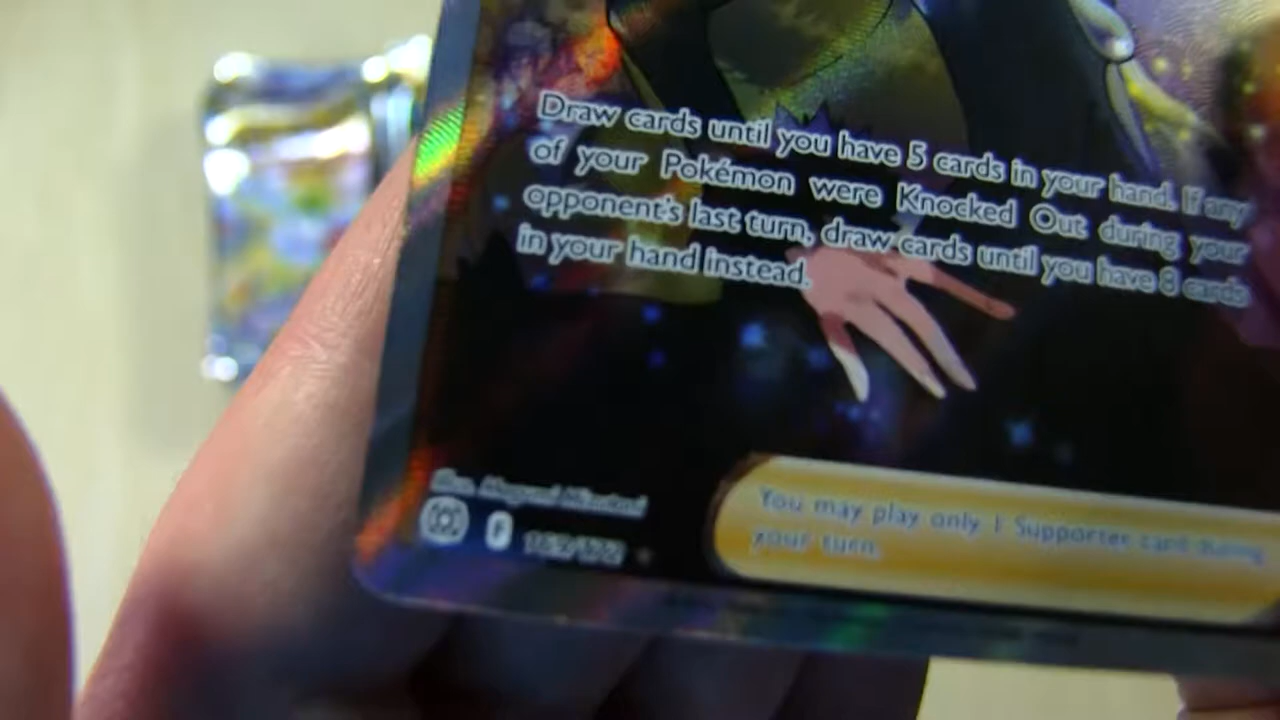 Draw cards until you have 5 cards in your hand. If any
of your Pokémon were Knocked Out during your
opponent's last turn, draw cards until you have 8 cards
in your hand instead.
F
You may play only 1 Supporter card during
your turn.